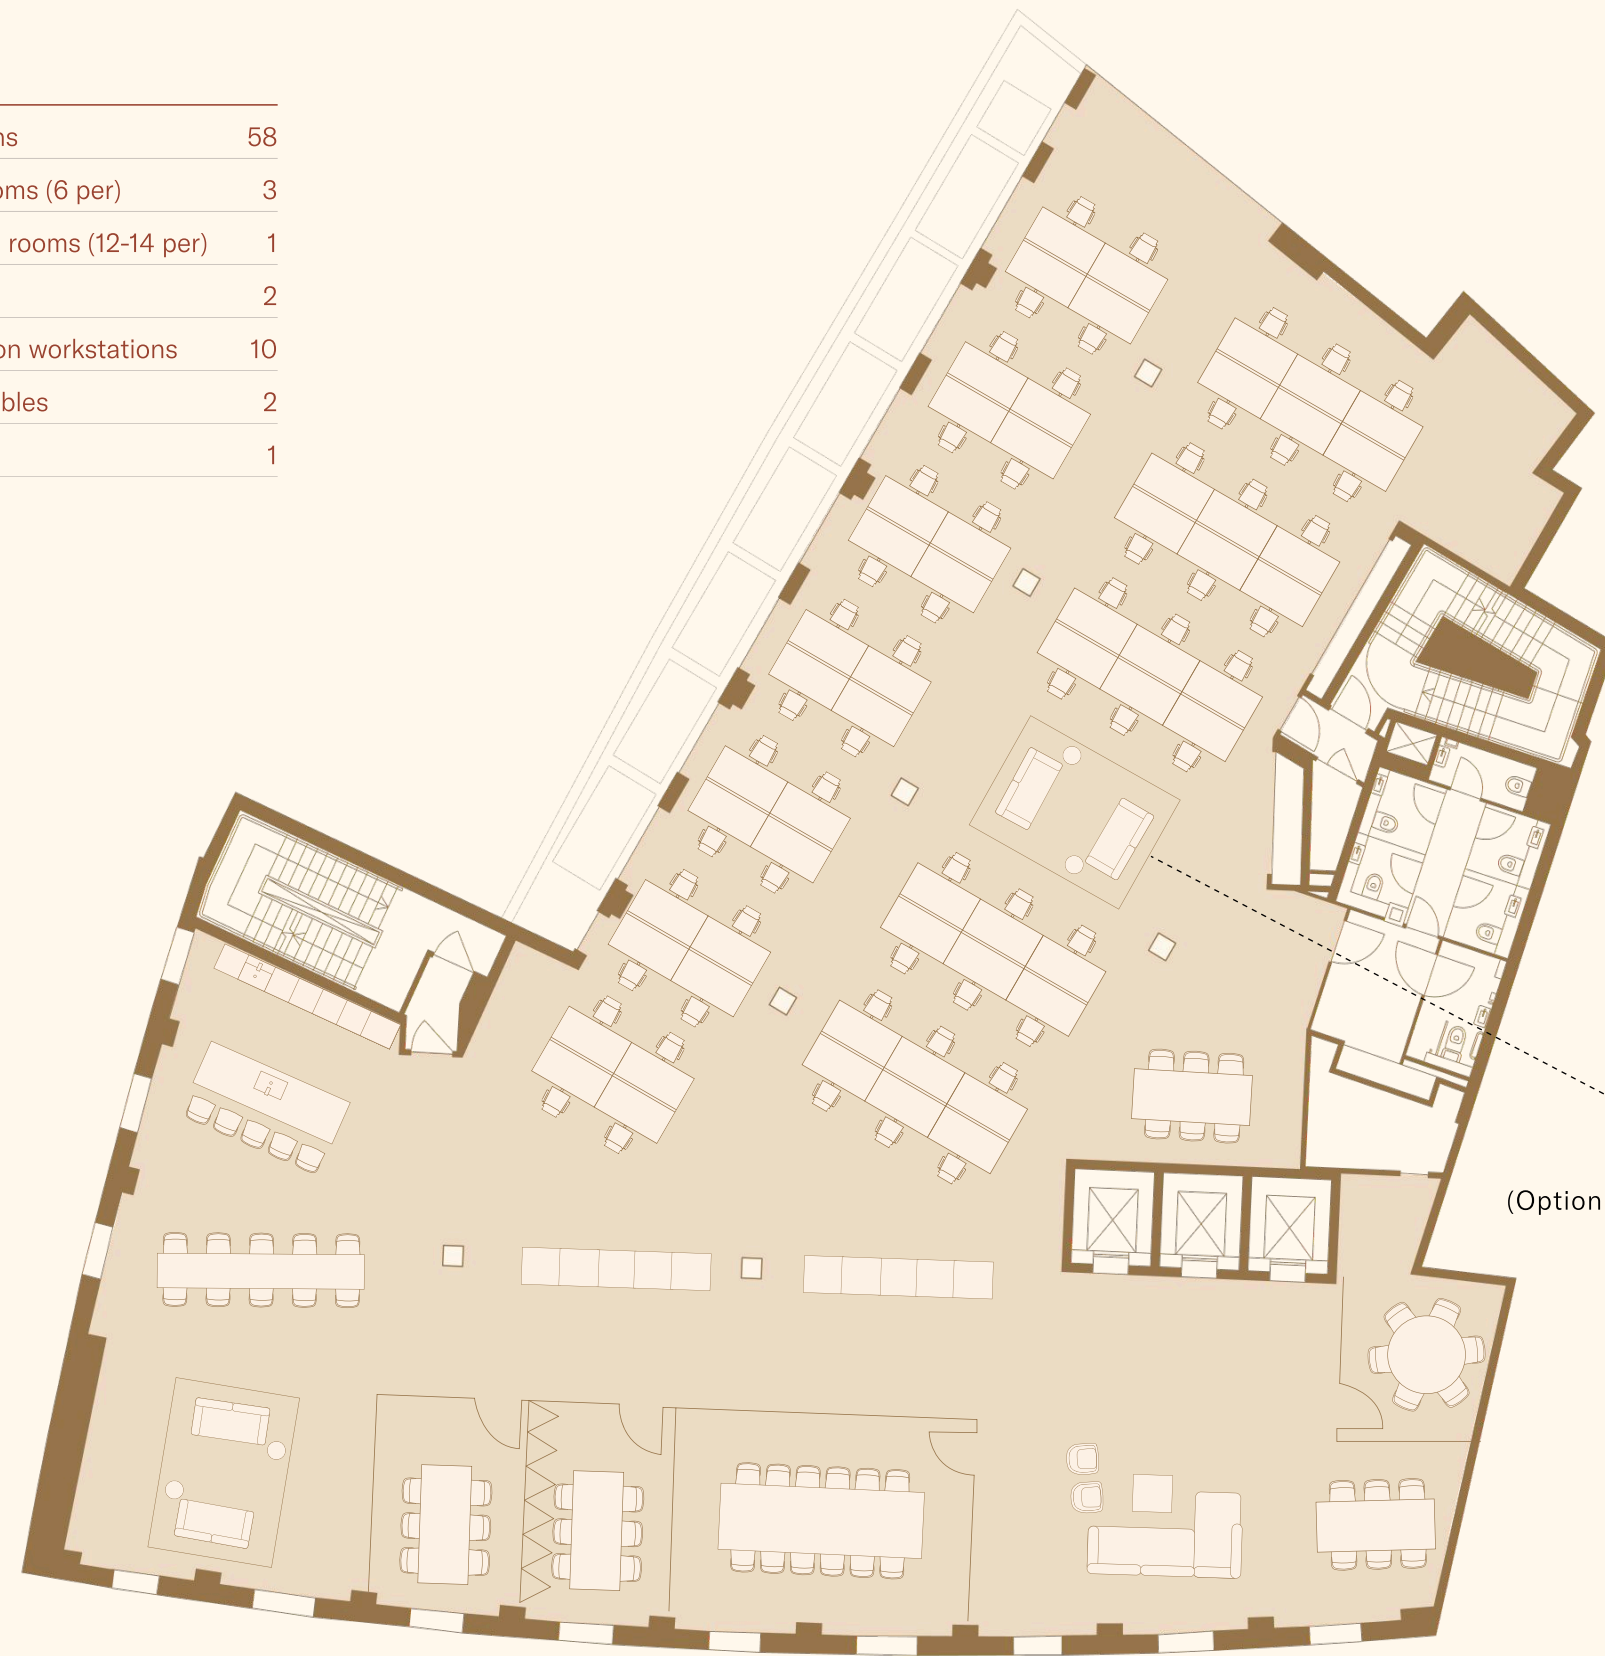 ns 58
oms (6 per) 3
rooms (12-14 per) 1
2
on workstations 10
bles 2
1
(Option